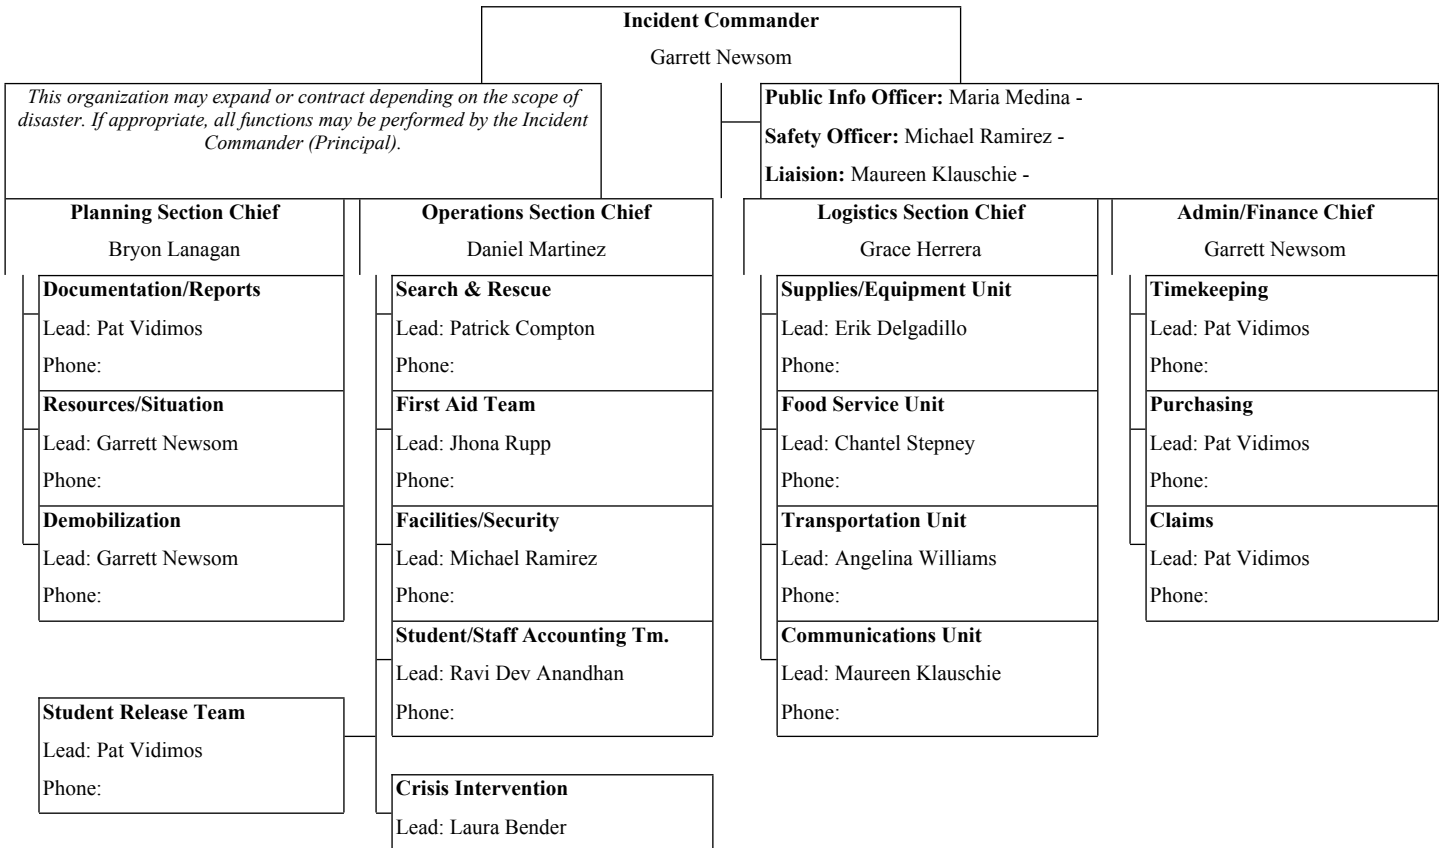 Incident Commander
Garrett Newsom
This organization may expand or contract depending on the scope of
disaster. If appropriate, all functions may be performed by the Incident
Commander (Principal).
Public Info Officer: Maria Medina -
Safety Officer: Michael Ramirez -
Liaision: Maureen Klauschie -
Planning Section Chief
Bryon Lanagan
Documentation/Reports
Lead: Pat Vidimos
Phone:
Resources/Situation
Lead: Garrett Newsom
Phone:
Demobilization
Lead: Garrett Newsom
Phone:
Operations Section Chief
Daniel Martinez
Search & Rescue
Lead: Patrick Compton
Phone:
First Aid Team
Lead: Jhona Rupp
Phone:
Facilities/Security
Lead: Michael Ramirez
Phone:
Student/Staff Accounting Tm.
Lead: Ravi Dev Anandhan
Phone:
Student Release Team
Lead: Pat Vidimos
Phone:
Crisis Intervention
Lead: Laura Bender
Logistics Section Chief
Grace Herrera
Supplies/Equipment Unit
Lead: Erik Delgadillo
Phone:
Food Service Unit
Lead: Chantel Stepney
Phone:
Transportation Unit
Lead: Angelina Williams
Phone:
Communications Unit
Lead: Maureen Klauschie
Phone:
Admin/Finance Chief
Garrett Newsom
Timekeeping
Lead: Pat Vidimos
Phone:
Purchasing
Lead: Pat Vidimos
Phone:
Claims
Lead: Pat Vidimos
Phone: